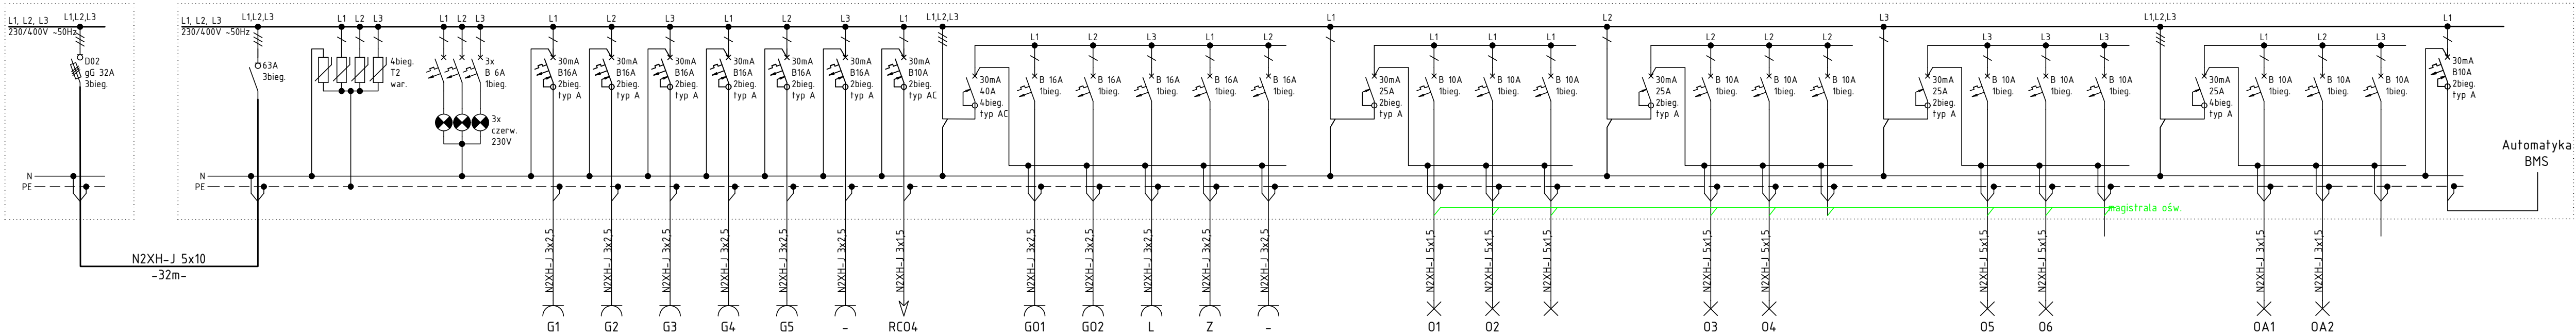 L1, L2, L3
230/400V ~50Hz
L1,L2,L3
D02
gG 32A
3bieg.
N
PE
N2XH-J 5x10
-32m-
L1, L2, L3
230/400V ~50Hz
L1,L2,L3
63A
3bieg.
N
PE
L1 L2 L3
4bieg.
T2
war.
L1 L2 L3
3x
B 6A
1bieg.
3x
czerw.
230V
L1
30mA
B16A
2bieg.
typ A
N2XH-J 3x2,5
G1
L2
30mA
B16A
2bieg.
typ A
N2XH-J 3x2,5
G2
L3
30mA
B16A
2bieg.
typ A
N2XH-J 3x2,5
G3
L1
30mA
B16A
2bieg.
typ A
N2XH-J 3x2,5
G4
L2
30mA
B16A
2bieg.
typ A
N2XH-J 3x2,5
G5
L3
30mA
B16A
2bieg.
typ A
N2XH-J 3x2,5
-
L1
30mA
B10A
2bieg.
typ AC
N2XH-J 3x1,5
RCO4
L1,L2,L3
30mA
40A
4bieg.
typ AC
L1
B 16A
1bieg.
N2XH-J 3x2,5
GO1
L2
B 16A
1bieg.
N2XH-J 3x2,5
GO2
L3
B 16A
1bieg.
N2XH-J 3x2,5
L
L1
B 16A
1bieg.
N2XH-J 3x2,5
Z
L2
B 16A
1bieg.
N2XH-J 3x2,5
-
L1
30mA
25A
2bieg.
typ A
L1
B 10A
1bieg.
N2XH-J 5x1,5
O1
L1
B 10A
1bieg.
N2XH-J 5x1,5
O2
L1
B 10A
1bieg.
N2XH-J 5x1,5
L2
30mA
25A
2bieg.
typ A
L2
B 10A
1bieg.
N2XH-J 5x1,5
O3
L2
B 10A
1bieg.
N2XH-J 5x1,5
O4
L2
B 10A
1bieg.
L3
30mA
25A
2bieg.
typ A
L3
B 10A
1bieg.
N2XH-J 5x1,5
O5
L3
B 10A
1bieg.
N2XH-J 5x1,5
O6
L3
B 10A
1bieg.
magistrala ośw.
L1,L2,L3
30mA
25A
4bieg.
typ A
L1
B 10A
1bieg.
N2XH-J 3x1,5
OA1
L2
B 10A
1bieg.
N2XH-J 3x1,5
OA2
L3
B 10A
1bieg.
L1
30mA
B10A
2bieg.
typ A
Automatyka
BMS